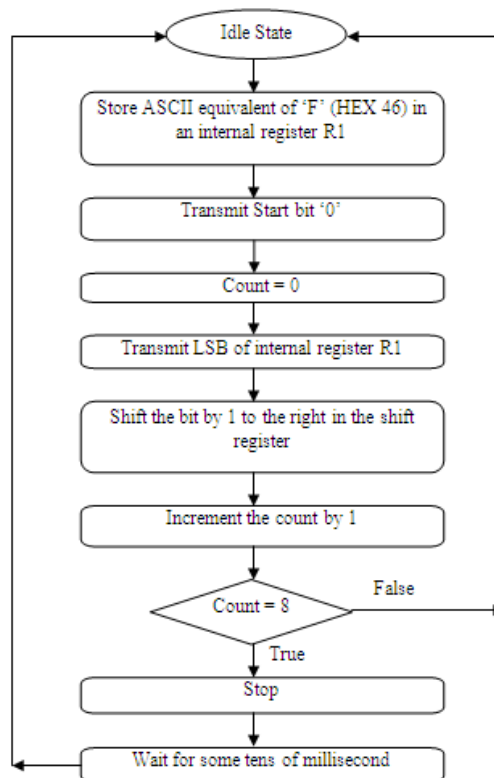 Idle State
Store ASCII equivalent of ‘F’ (HEX 46) in
an internal register R1
Transmit Start bit ‘0’
Count = 0
Transmit LSB of internal register R1
Shift the bit by 1 to the right in the shift
register
Increment the count by 1
Count = 8
False
True
Stop
Wait for some tens of millisecond